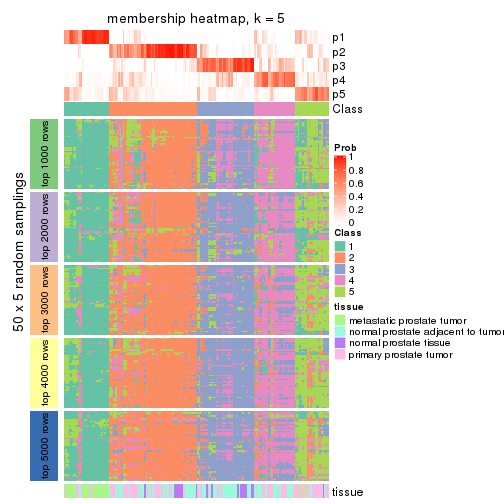 membership heatmap, k = 5
p1
p2
p3
p4
p5
Class
50 x 5 random samplings
top 1000 rows
top 2000 rows
top 3000 rows
top 4000 rows
top 5000 rows
Prob
1
0.8
0.6
0.4
0.2
0
Class
1
2
3
4
5
tissue
metastatic prostate tumor
normal prostate adjacent to tumor
normal prostate tissue
primary prostate tumor
tissue